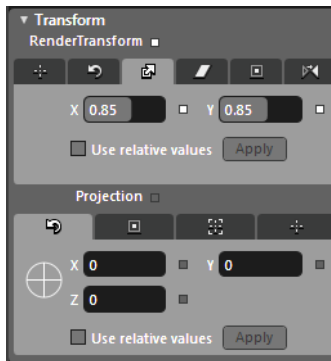 Transform
RenderTransform
X 0.85 Y 0.85
Use relative values Apply
Projection
X 0 Y 0
Z 0
Use relative values Apply